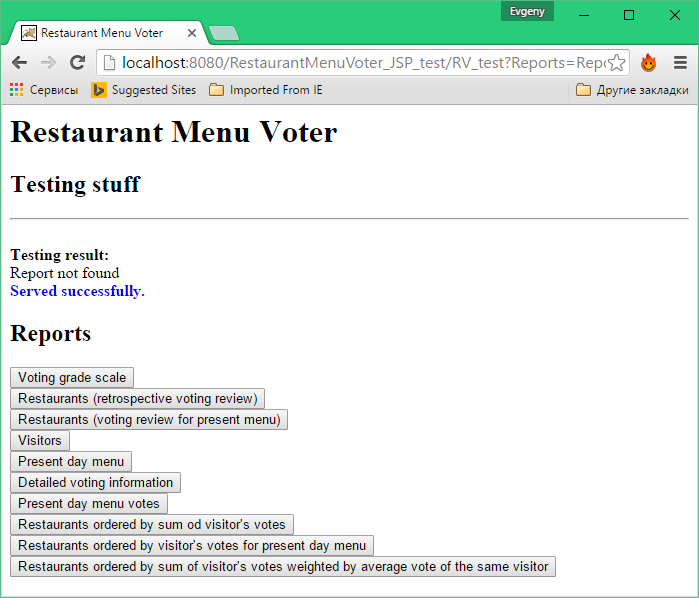 Evgeny
Restaurant Menu Voter
localhost:8080/RestaurantMenuVoter_JSP_test/RV_test?Reports=Repo
Сервисы Suggested Sites Imported From IE Другие закладки
Restaurant Menu Voter
Testing stuff
Testing result:
Report not found
Served successfully.
Reports
Voting grade scale
Restaurants (retrospective voting review)
Restaurants (voting review for present menu)
Visitors
Present day menu
Detailed voting information
Present day menu votes
Restaurants ordered by sum od visitor's votes
Restaurants ordered by visitor's votes for present day menu
Restaurants ordered by sum of visitor's votes weighted by average vote of the same visitor